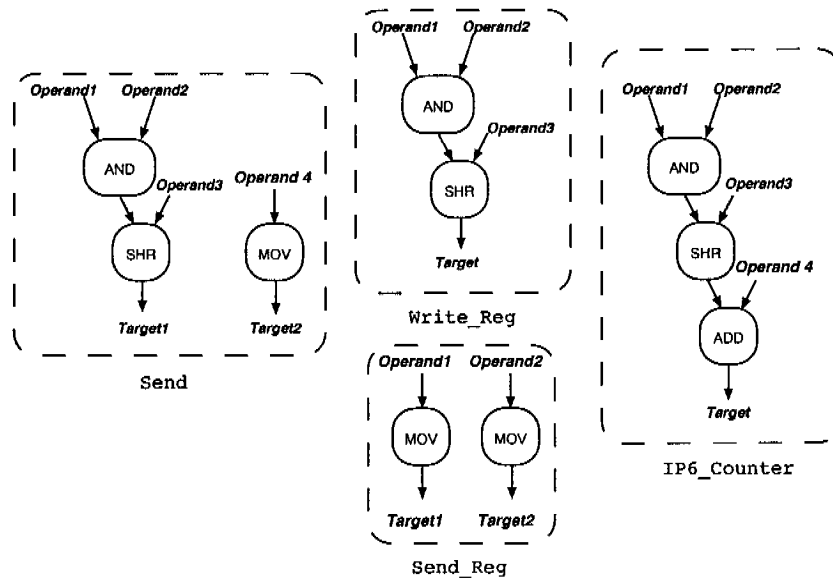 Operand1 Operand2
AND
Operand3
SHR
Operand 4
MOV
Target1
Target2
Send
Operand1 Operand2
AND
Operand3
SHR
Target
Write_Reg
Operand1 Operand2
MOV MOV
Target1 Target2
Send_Reg
Operand1 Operand2
AND
Operand3
SHR
Operand 4
ADD
Target
IP6_Counter